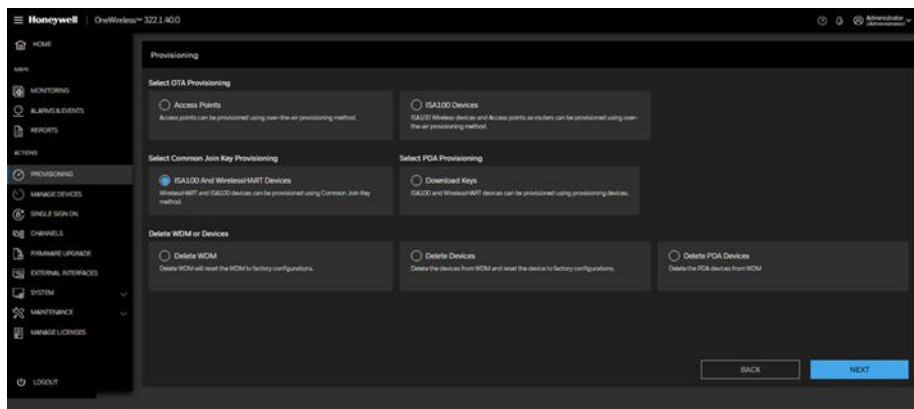 Honeywell | OneWireless™ 322.1.40.0
Administrator
(Administrator)
HOME
MAIN
MONITORING
ALARMS & EVENTS
REPORTS
ACTIONS
PROVISIONING
MANAGE DEVICES
SINGLE SIGN ON
CHANNELS
FIRMWARE UPGRADE
EXTERNAL INTERFACES
SYSTEM
MAINTENANCE
MANAGE LICENSES
LOGOUT
Provisioning
Select OTA Provisioning
Access Points
Access points can be provisioned using over-the-air provisioning method.
ISA100 Devices
ISA100 Wireless devices and Access points as routers can be provisioned using over-
the-air provisioning method.
Select Common Join Key Provisioning
ISA100 And WirelessHART Devices
WirelessHART and ISA100 devices can be provisioned using Common Join Key
method.
Select PDA Provisioning
Download Keys
ISA100 and WirelessHART devices can be provisioned using provisioning devices.
Delete WDM or Devices
Delete WDM
Delete WDM will reset the WDM to factory configurations.
Delete Devices
Delete the devices from WDM and reset the device to factory configurations.
Delete PDA Devices
Delete the PDA devices from WDM
BACK
NEXT